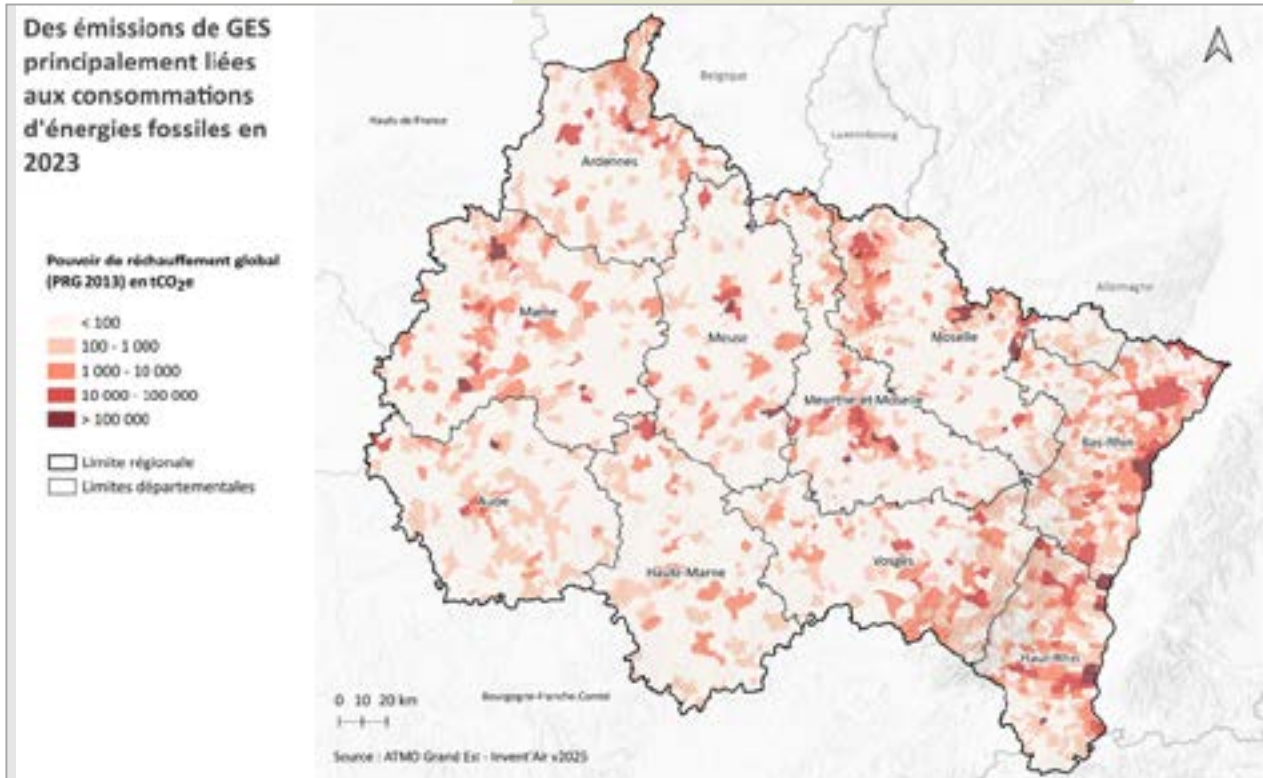 Des émissions de GES
principalement liées
aux consommations
d'énergies fossiles en
2023
Pouvoir de réchauffement global
(PRG 2013) en tCO₂e
< 100
100 - 1 000
1 000 - 10 000
10 000 - 100 000
> 100 000
Limite régionale
Limites départementales
Hauts de France
Belgique
Luxembourg
Allemagne
Ardennes
Marne
Meuse
Moselle
Meurthe et Moselle
Bas-Rhin
Aube
Haute-Marne
Vosges
Haut-Rhin
Bourgogne-Franche-Comté
0 10 20 km
Source : ATMO Grand Est - Invent'Air v2025